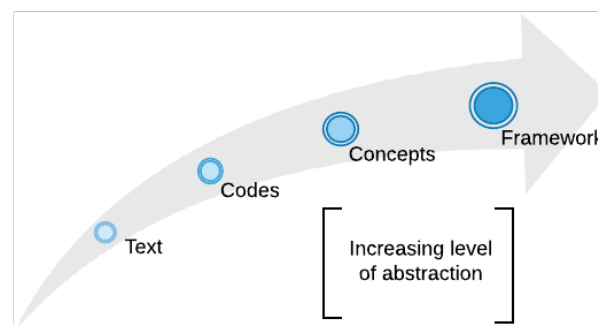 Framework
Concepts
Codes
Text
Increasing level
of abstraction